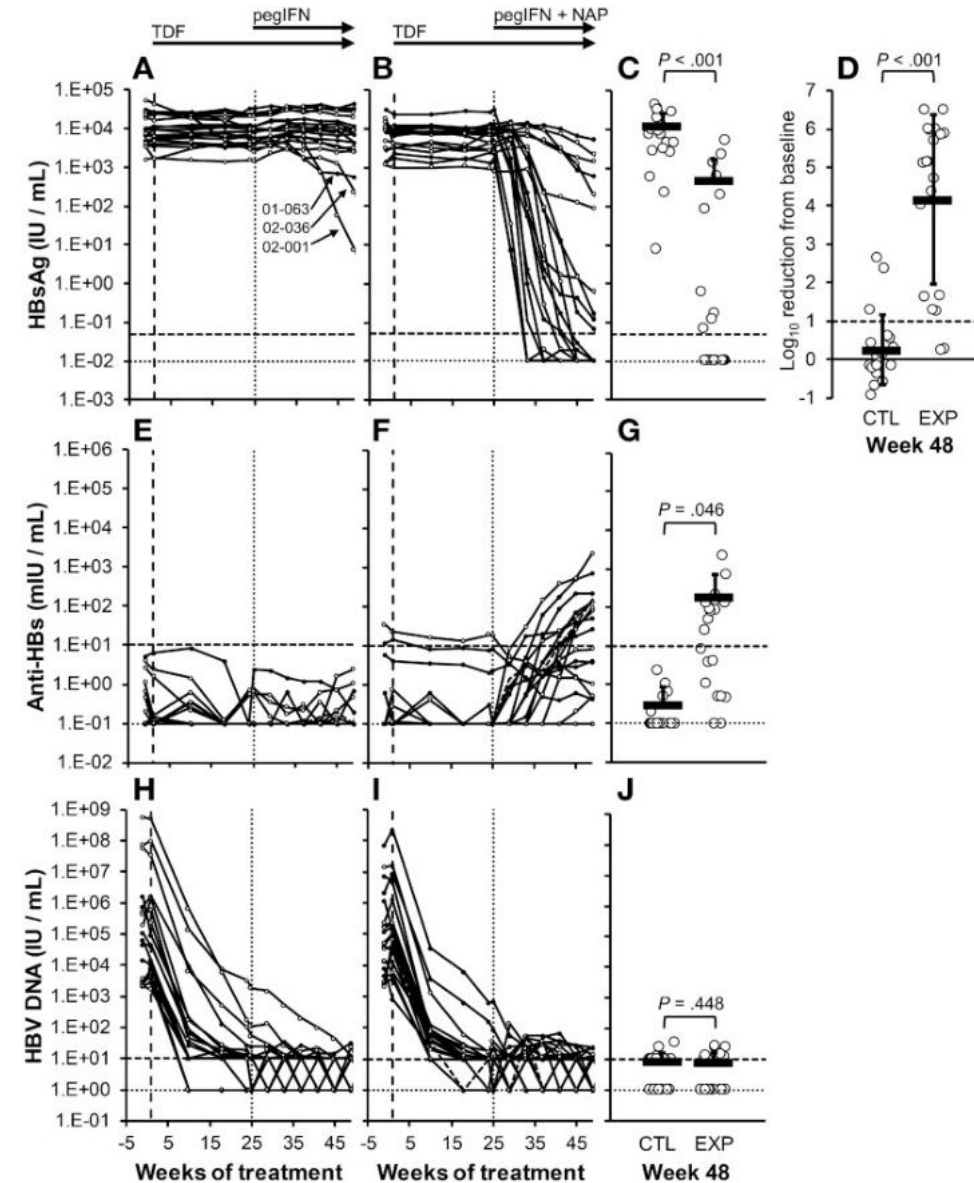 pegIFN
TDF
pegIFN + NAP
TDF
A
B
C
D
P < .001
P < .001
HBsAg (IU / mL)
1.E+05
1.E+04
1.E+03
1.E+02
1.E+01
1.E+00
1.E-01
1.E-02
1.E-03
01-063
02-036
02-001
Log10 reduction from baseline
7
6
5
4
3
2
1
0
-1
CTL EXP
Week 48
E
F
G
P = .046
Anti-HBs (mIU / mL)
1.E+06
1.E+05
1.E+04
1.E+03
1.E+02
1.E+01
1.E+00
1.E-01
1.E-02
H
I
J
P = .448
HBV DNA (IU / mL)
1.E+09
1.E+08
1.E+07
1.E+06
1.E+05
1.E+04
1.E+03
1.E+02
1.E+01
1.E+00
1.E-01
-5 5 15 25 35 45
-5 5 15 25 35 45
CTL EXP
Weeks of treatment
Weeks of treatment
Week 48